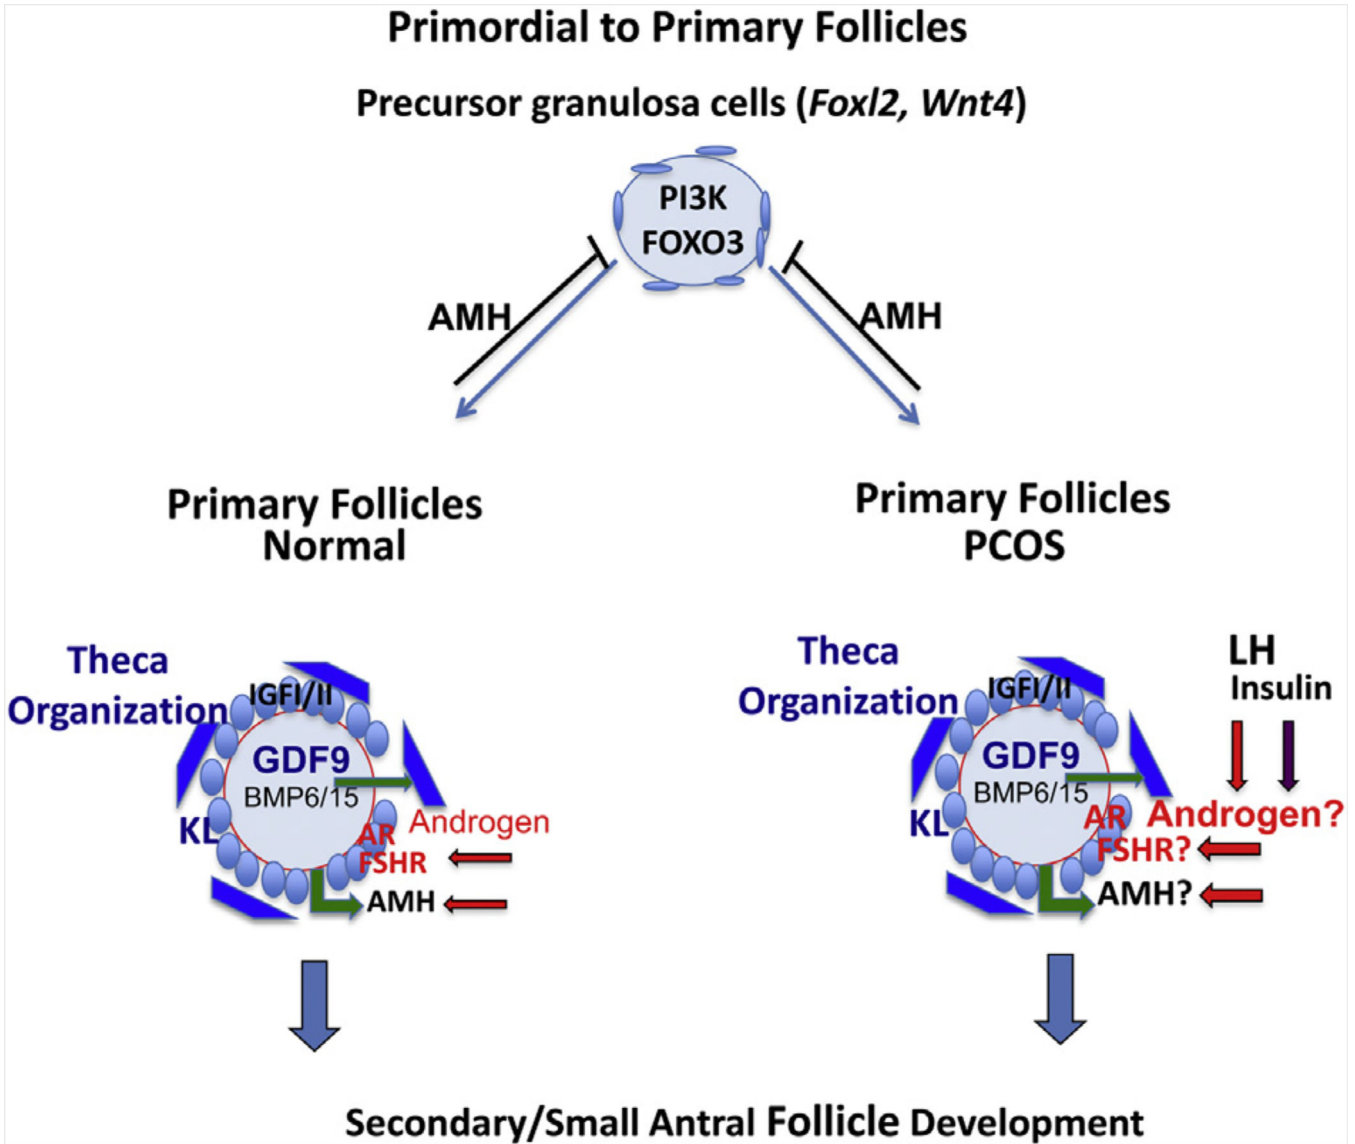 Primordial to Primary Follicles
Precursor granulosa cells (Foxl2, Wnt4)
PI3K
FOXO3
AMH
AMH
Primary Follicles
Normal
Primary Follicles
PCOS
Theca
Organization
IGFI/II
GDF9
BMP6/15
KL
AR
Androgen
FSHR
AMH
Theca
Organization
IGFI/II
LH
Insulin
GDF9
BMP6/15
KL
AR
Androgen?
FSHR?
AMH?
Secondary/Small Antral Follicle Development